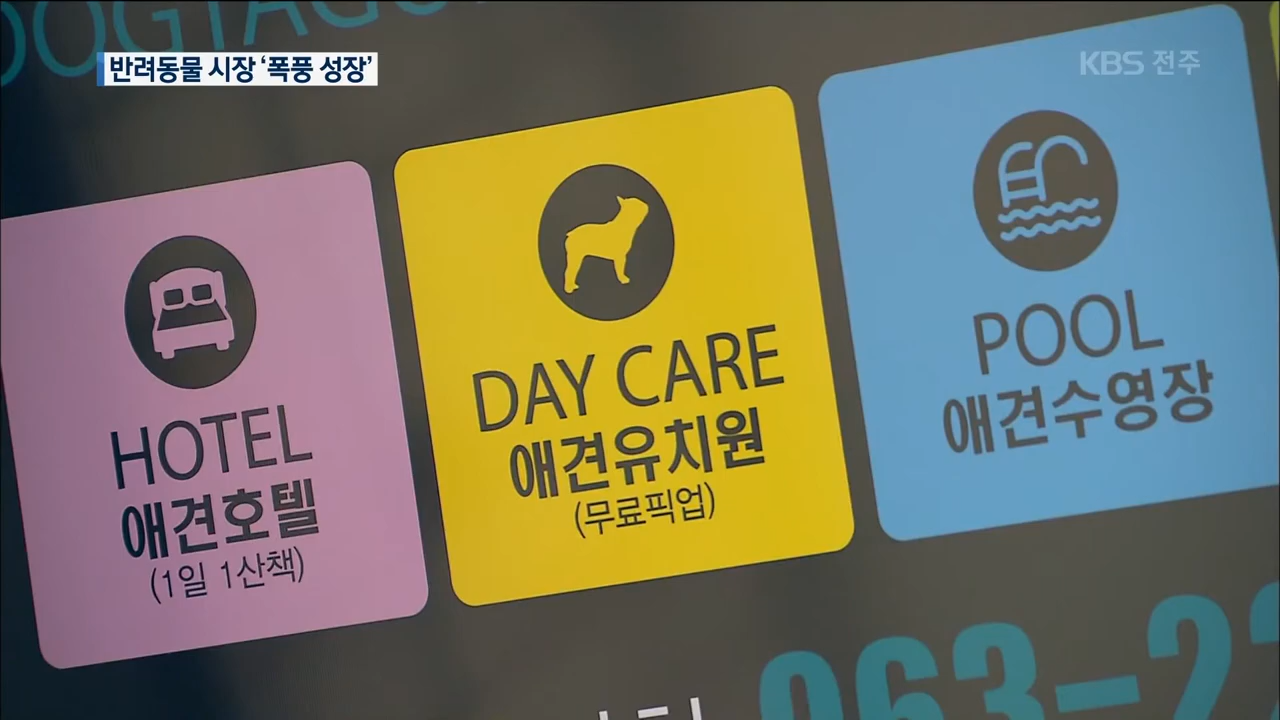 반려동물 시장 ‘폭풍 성장’
KBS 전주
HOTEL
애견호텔
(1일 1산책)
DAY CARE
애견유치원
(무료픽업)
POOL
애견수영장